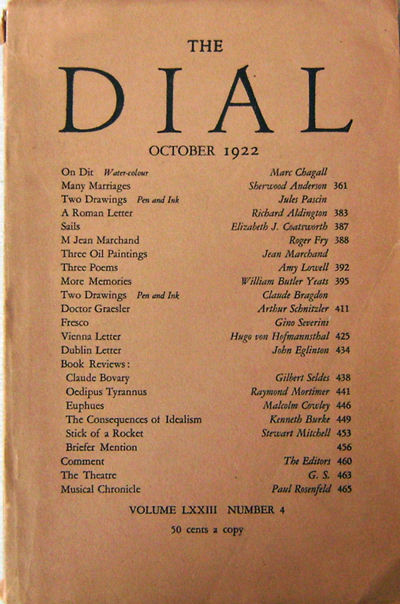 THE
DIAL
OCTOBER 1922
On Dit Water-colour Marc Chagall
Many Marriages Sherwood Anderson 361
Two Drawings Pen and Ink Jules Pascin
A Roman Letter Richard Aldington 383
Sails Elizabeth J. Coatsworth 387
M Jean Marchand Roger Fry 388
Three Oil Paintings Jean Marchand
Three Poems Amy Lowell 392
More Memories William Butler Yeats 395
Two Drawings Pen and Ink Claude Bragdon
Doctor Graesler Arthur Schnitzler 411
Fresco Gino Severini
Vienna Letter Hugo von Hofmannsthal 425
Dublin Letter John Eglinton 434
Book Reviews:
Claude Bovary Gilbert Seldes 438
Oedipus Tyrannus Raymond Mortimer 441
Euphues Malcolm Cowley 446
The Consequences of Idealism Kenneth Burke 449
Stick of a Rocket Stewart Mitchell 453
Briefer Mention 456
Comment The Editors 460
The Theatre G. S. 463
Musical Chronicle Paul Rosenfeld 465
VOLUME LXXIII NUMBER 4
50 cents a copy